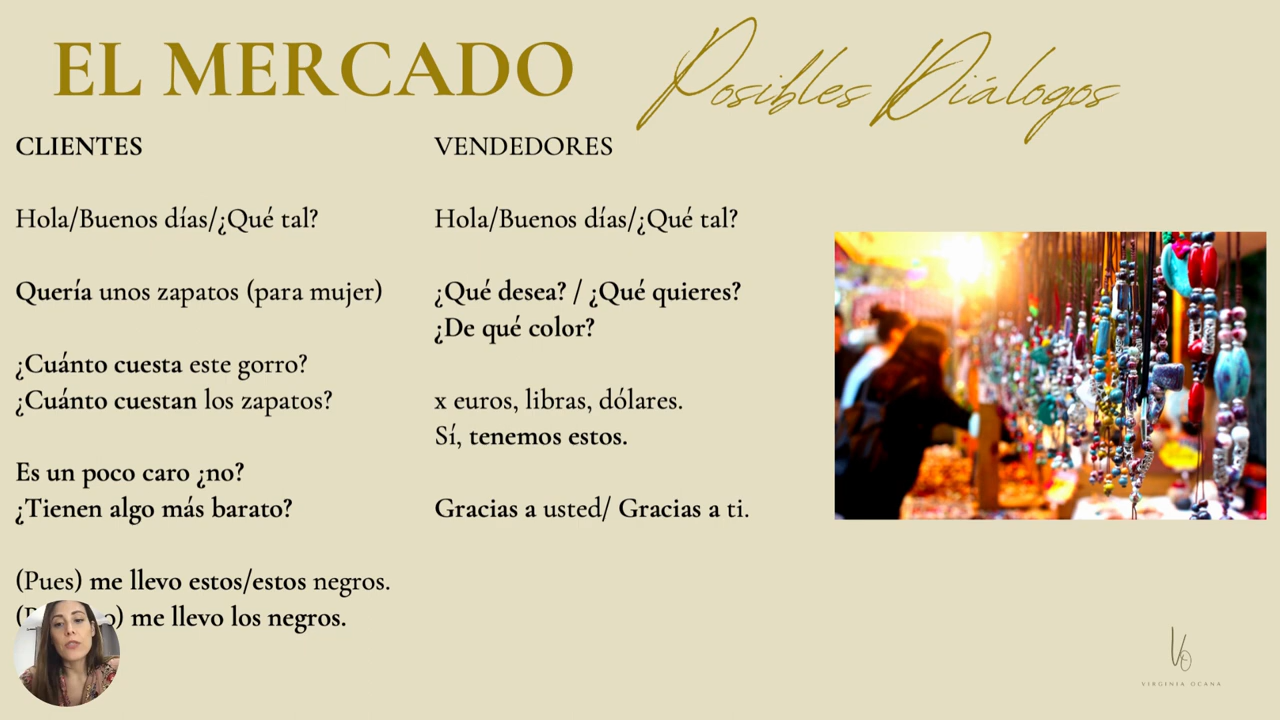 EL MERCADO
Posibles Diálogos
CLIENTES
Hola/Buenos días/¿Qué tal?
Quería unos zapatos (para mujer)
¿Cuánto cuesta este gorro?
¿Cuánto cuestan los zapatos?
Es un poco caro ¿no?
¿Tienen algo más barato?
(Pues) me llevo estos/estos negros.
me llevo los negros.
VENDEDORES
Hola/Buenos días/¿Qué tal?
¿Qué desea? / ¿Qué quieres?
¿De qué color?
x euros, libras, dólares.
Sí, tenemos estos.
Gracias a usted/ Gracias a ti.
VO
VIRGINIA OCANA